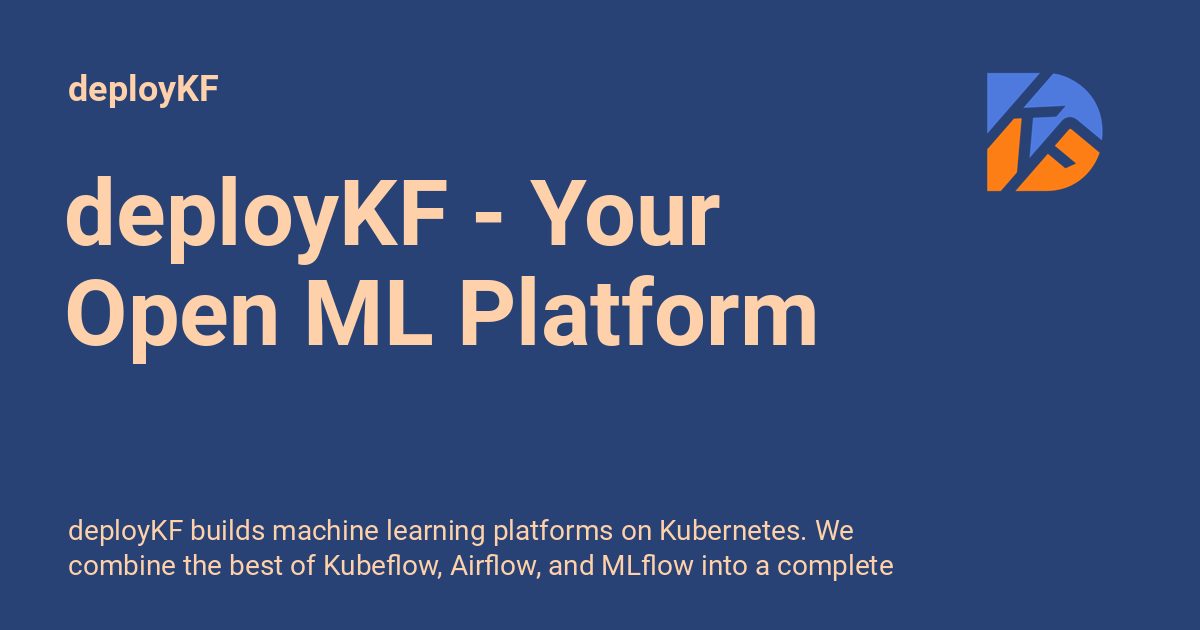 deployKF
deployKF - Your
Open ML Platform
deployKF builds machine learning platforms on Kubernetes. We
combine the best of Kubeflow, Airflow, and MLflow into a complete